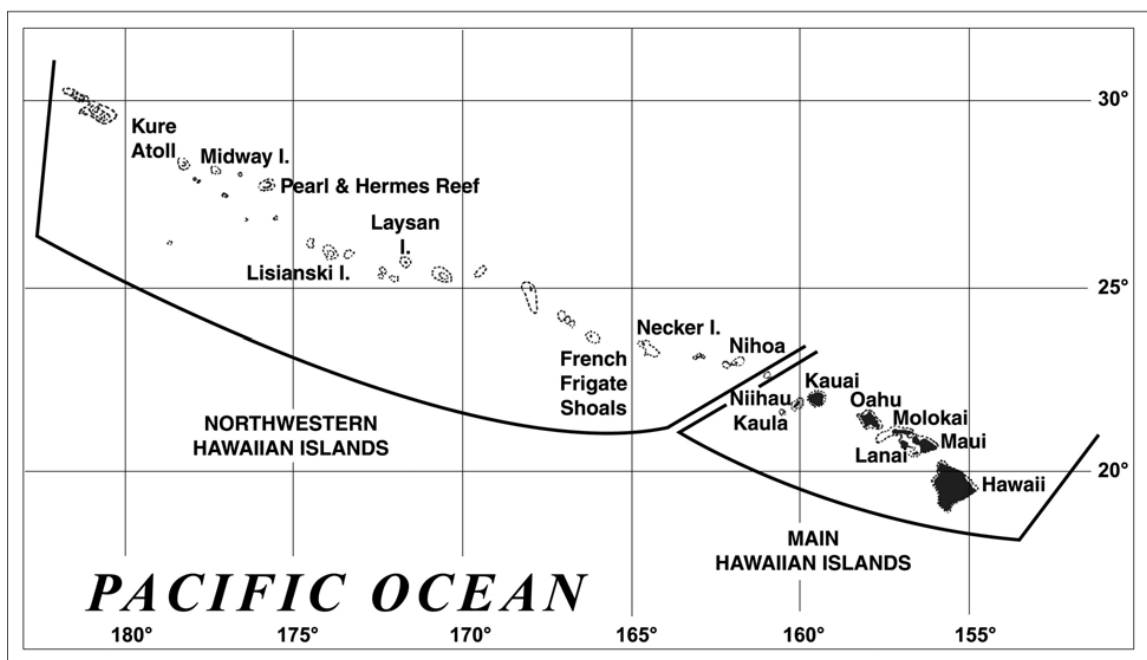 30°
Kure
Atoll
Midway I.
Pearl & Hermes Reef
Laysan
I.
Lisianski I.
25°
Necker I.
Nihoa
French
Frigate
Shoals
Kauai
Niihau
Kaula
Oahu
Molokai
Maui
Lanai
NORTHWESTERN
HAWAIIAN ISLANDS
20°
Hawaii
MAIN
HAWAIIAN ISLANDS
PACIFIC OCEAN
180° 175° 170° 165° 160° 155°